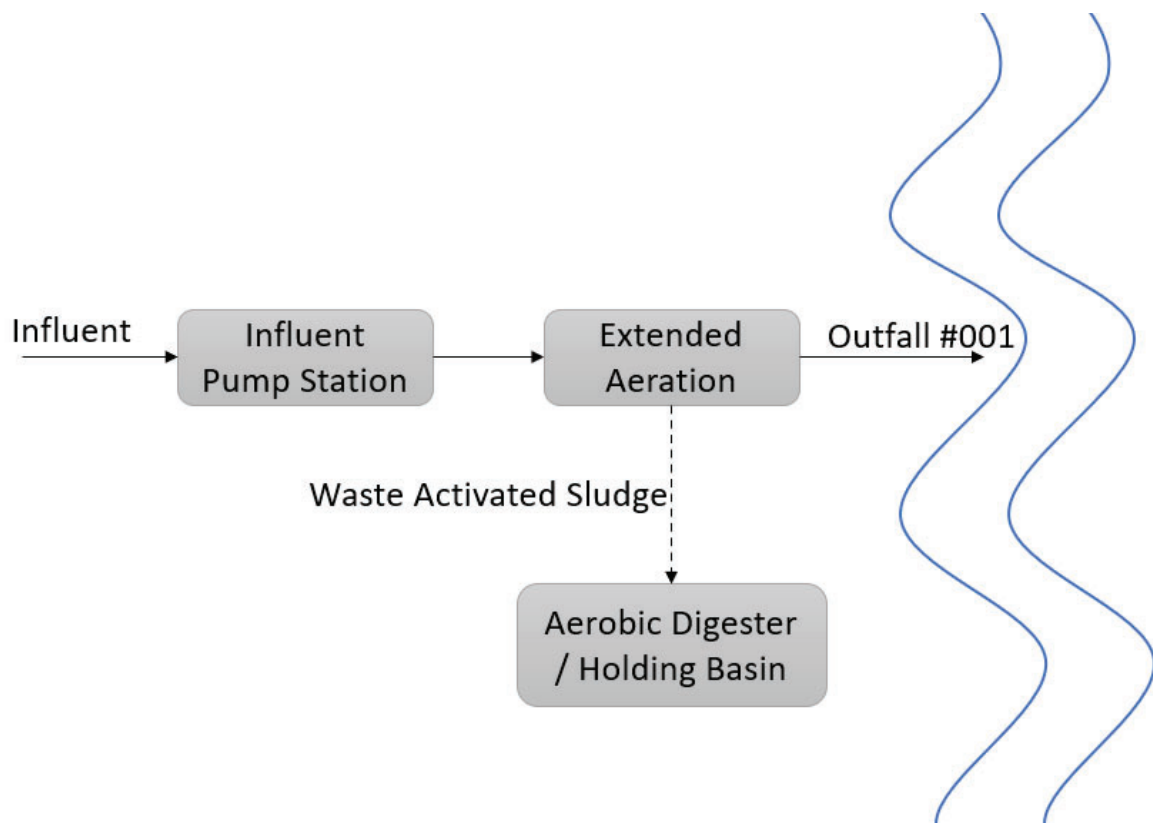 Influent
Influent
Pump Station
Extended
Aeration
Outfall #001
Waste Activated Sludge
Aerobic Digester
/ Holding Basin